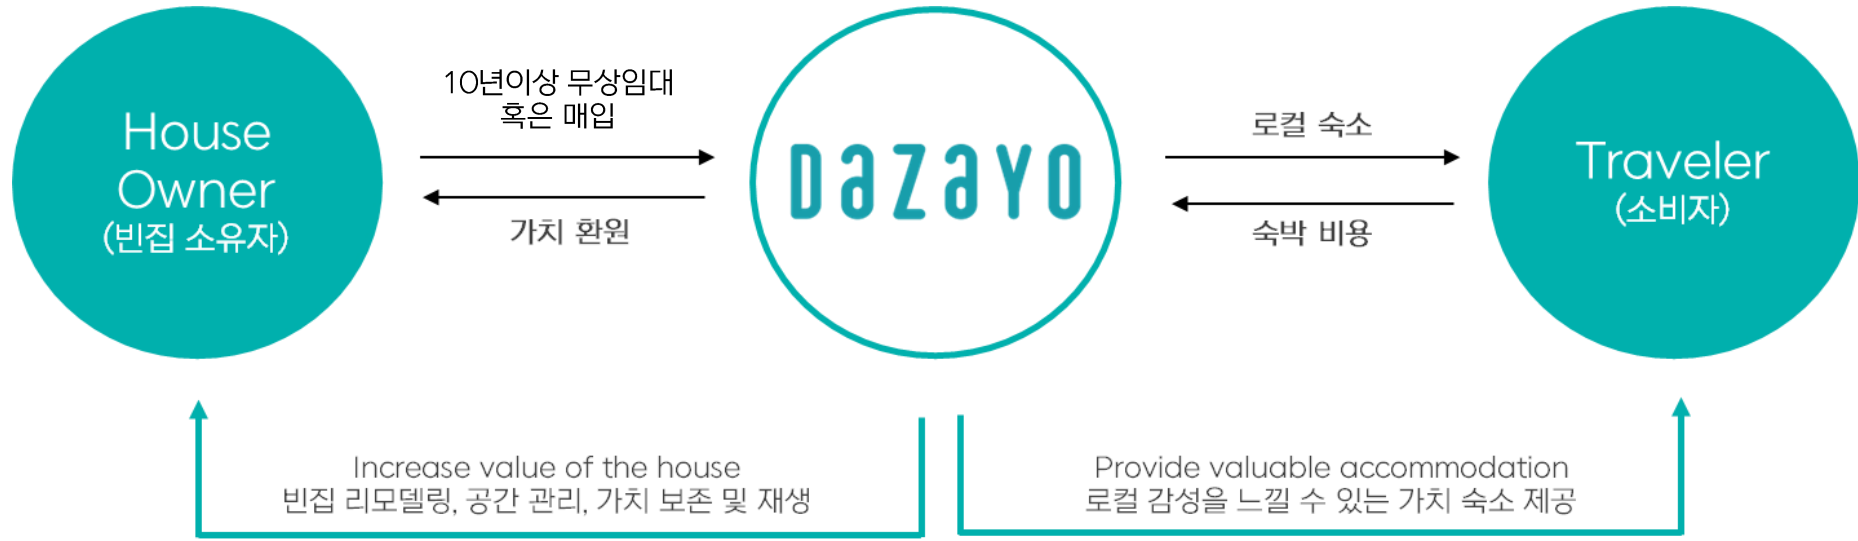 House
Owner
(빈집 소유자)
10년이상 무상임대
혹은 매입
가치 환원
DaZaYO
로컬 숙소
숙박 비용
Traveler
(소비자)
Increase value of the house
빈집 리모델링, 공간 관리, 가치 보존 및 재생
Provide valuable accommodation
로컬 감성을 느낄 수 있는 가치 숙소 제공